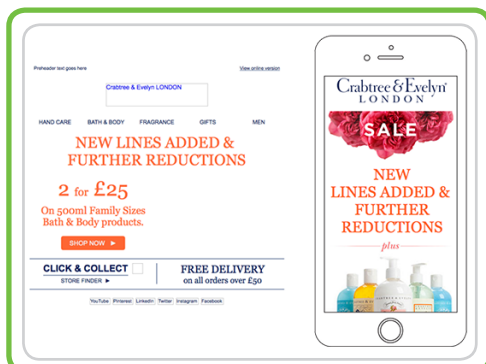 Preheader text goes here
View online version
Crabtree & Evelyn LONDON
HAND CARE BATH & BODY FRAGRANCE GIFTS MEN
NEW LINES ADDED &
FURTHER REDUCTIONS
2 for £25
On 500ml Family Sizes
Bath & Body products.
SHOP NOW ►
CLICK & COLLECT
STORE FINDER ►
FREE DELIVERY
on all orders over £50
YouTube Pinterest LinkedIn Twitter Instagram Facebook
Crabtree & Evelyn
LONDON
SALE
NEW
LINES ADDED &
FURTHER
REDUCTIONS
plus